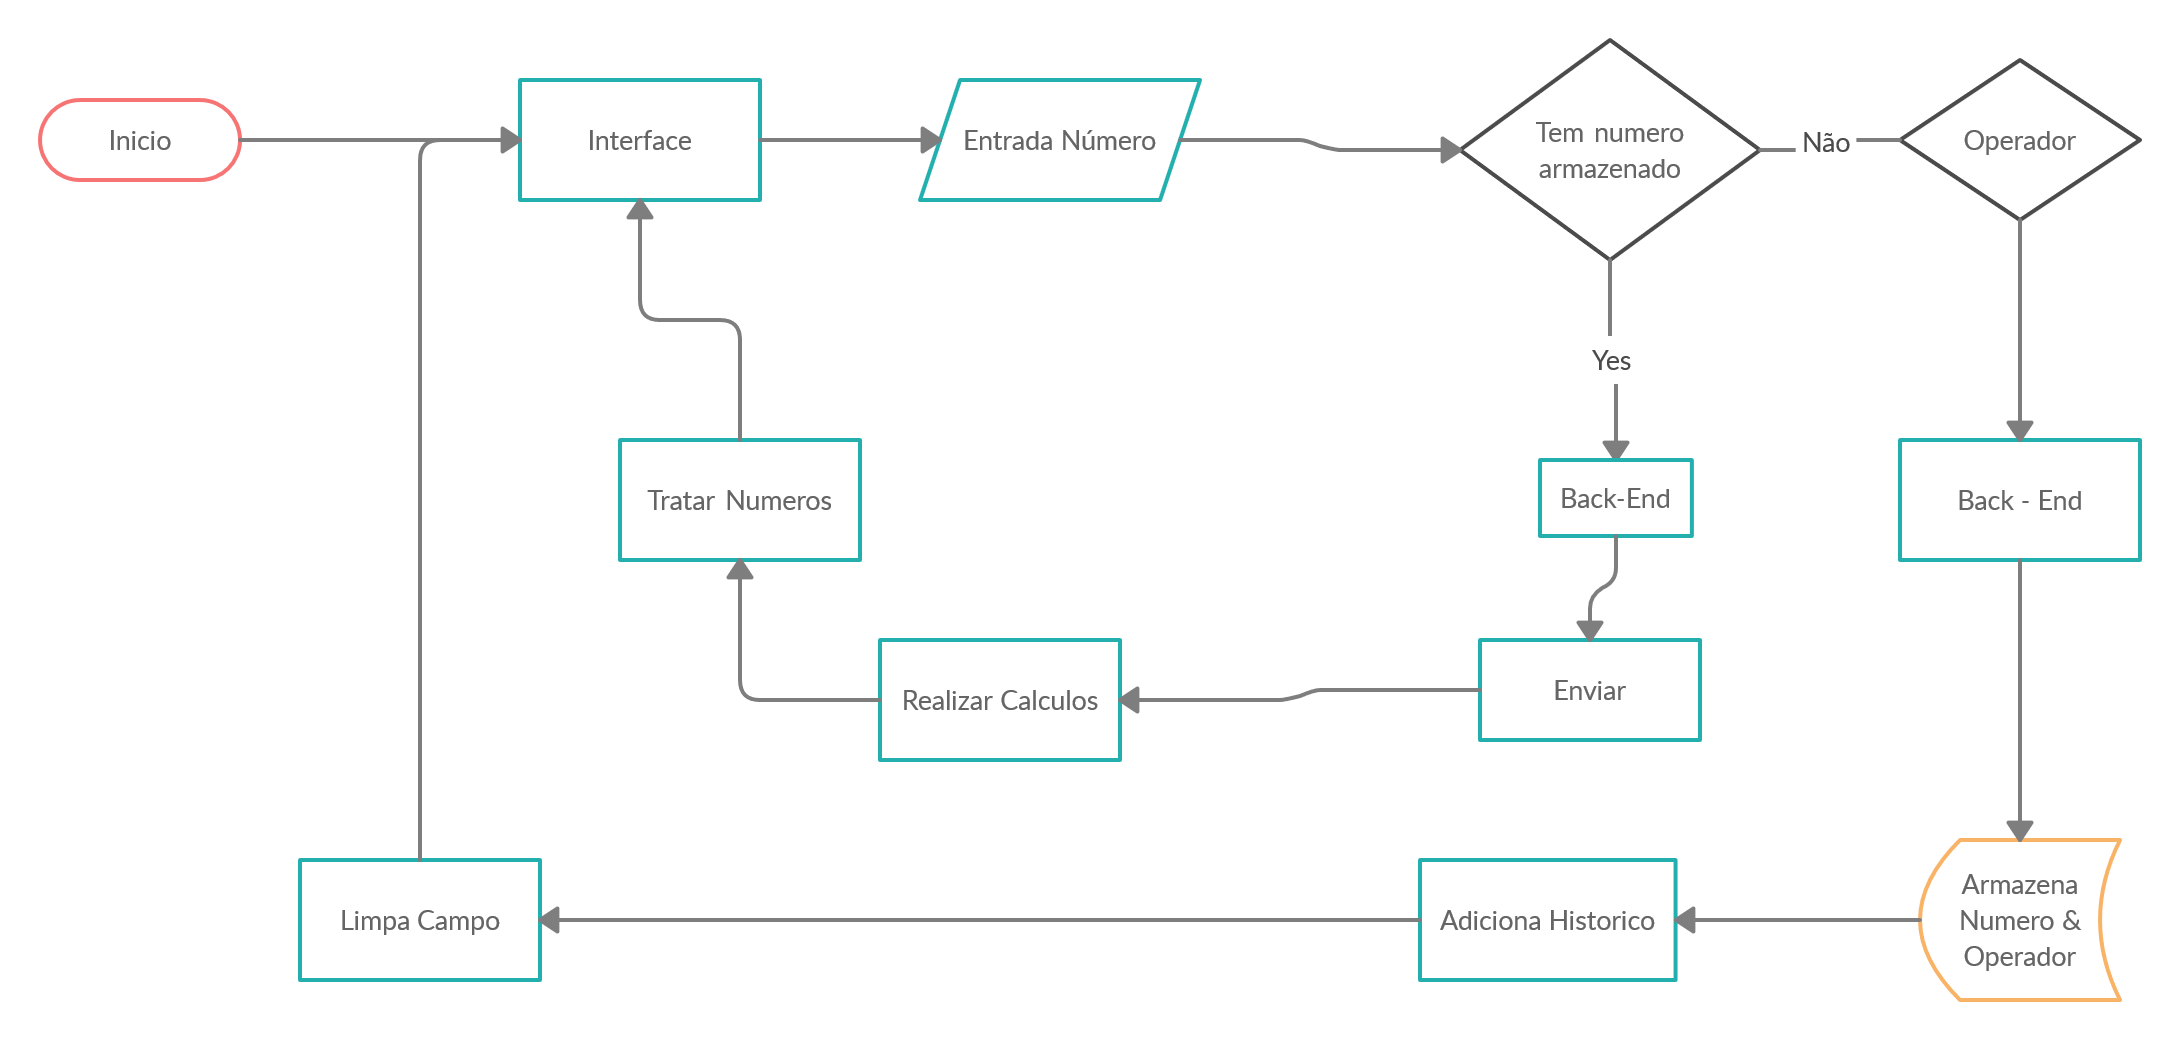 Inicio
Interface
Entrada Número
Tem numero
armazenado
Não
Operador
Yes
Tratar Numeros
Back-End
Back - End
Realizar Calculos
Enviar
Limpa Campo
Adiciona Historico
Armazena
Numero &
Operador